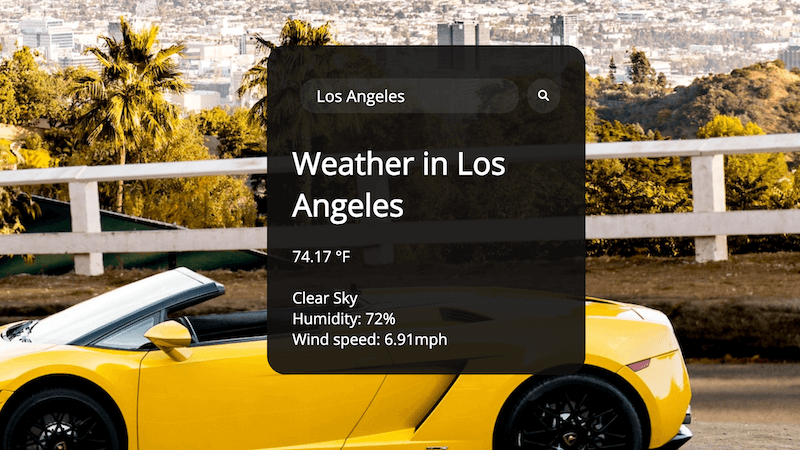 Los Angeles
Weather in Los
Angeles
74.17 °F
Clear Sky
Humidity: 72%
Wind speed: 6.91mph